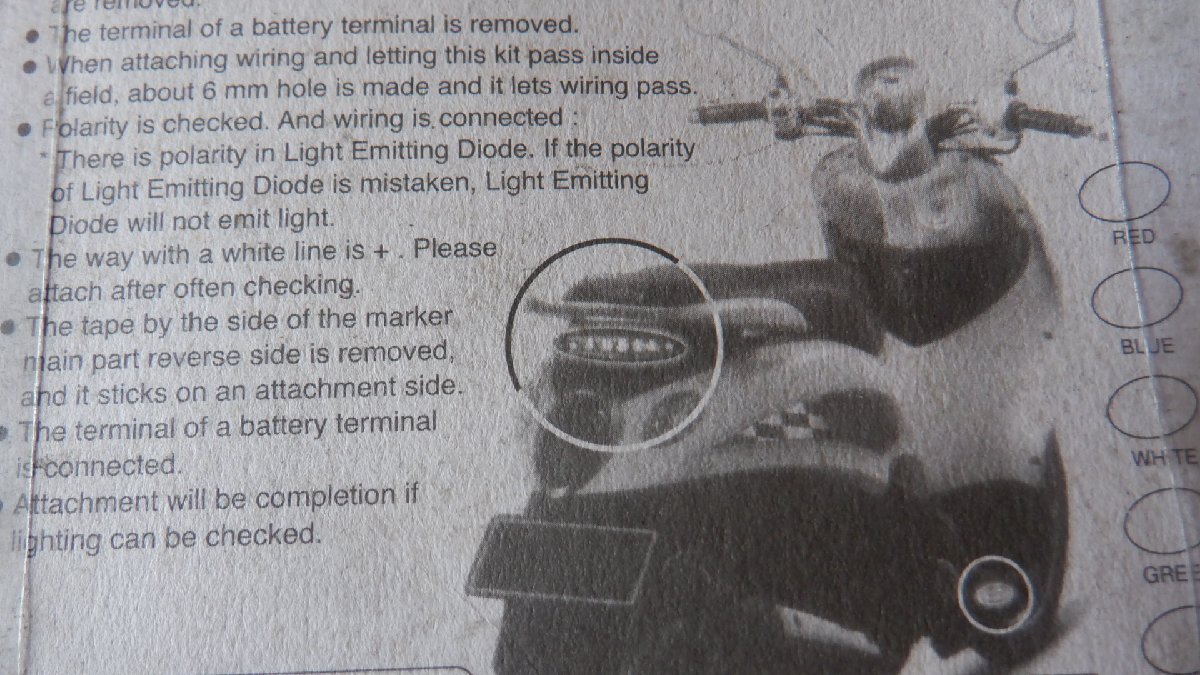 are removed.
● The terminal of a battery terminal is removed.
● When attaching wiring and letting this kit pass inside
a field, about 6 mm hole is made and it lets wiring pass.
● Polarity is checked. And wiring is connected :
* There is polarity in Light Emitting Diode. If the polarity
of Light Emitting Diode is mistaken, Light Emitting
Diode will not emit light.
● The way with a white line is + . Please
attach after often checking.
● The tape by the side of the marker
main part reverse side is removed,
and it sticks on an attachment side.
● The terminal of a battery terminal
is connected.
● Attachment will be completion if
lighting can be checked.
RED
BLUE
WHITE
GREE